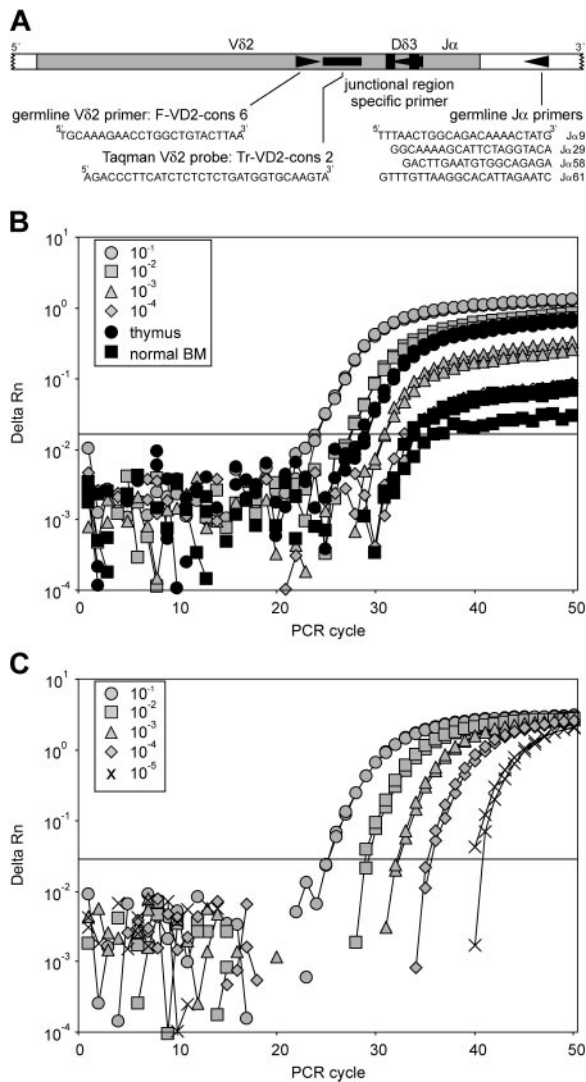 A
5´ 3´
Vδ2 Dδ3 Jα
junctional region
specific primer
germline Vδ2 primer: F-VD2-cons 6
5´TGCAAAGAACCTGGCTGTACTTAA3´
Taqman Vδ2 probe: Tr-VD2-cons 2
5´AGACCCTTCATCTCTCTCTGATGGTGCAAGTA3´
germline Jα primers
5´TTTAACTGGCAGACAAAACTATG3´ Jα9
GGCAAAAGCATTCTAGGTACA Jα29
GACTTGAATGTGGCAGAGA Jα58
GTTTGTTAAGGCACATTAGAATC Jα61
B
10⁻¹
10⁻²
10⁻³
10⁻⁴
thymus
normal BM
Delta Rn
10¹
10⁰
10⁻¹
10⁻²
10⁻³
10⁻⁴
0 10 20 30 40 50
PCR cycle
C
10⁻¹
10⁻²
10⁻³
10⁻⁴
10⁻⁵
Delta Rn
10¹
10⁰
10⁻¹
10⁻²
10⁻³
10⁻⁴
0 10 20 30 40 50
PCR cycle